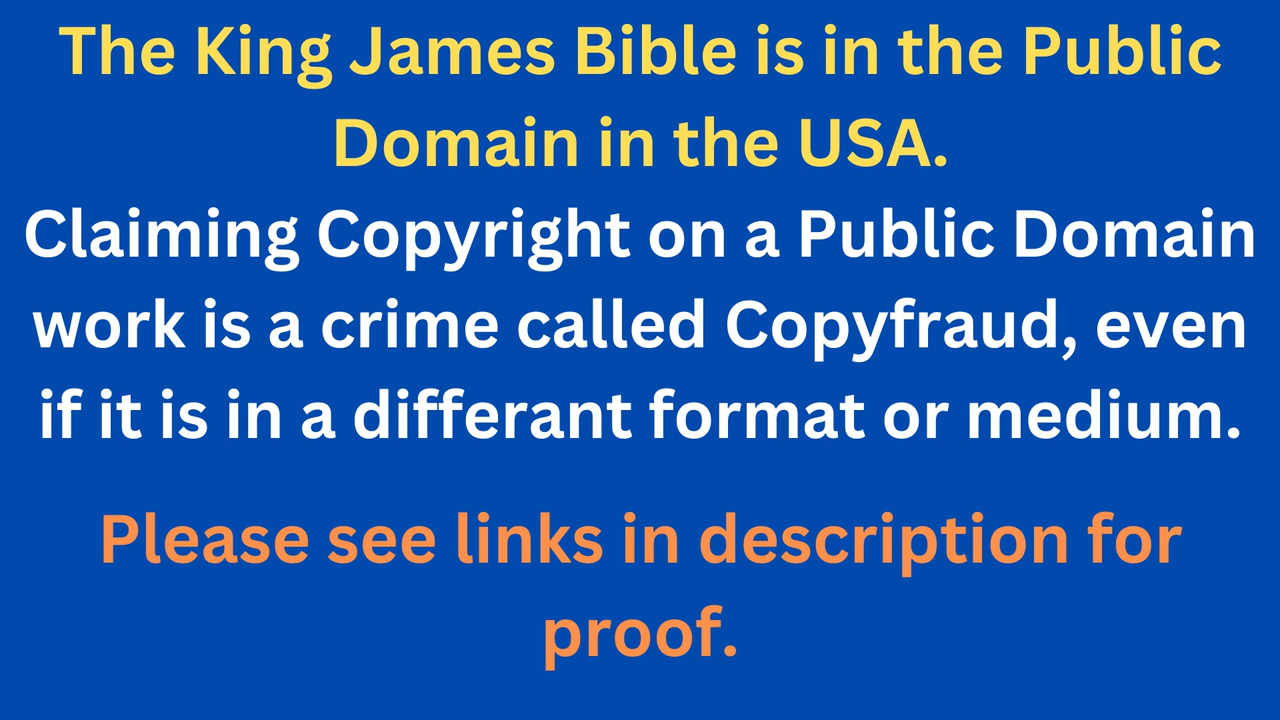 The King James Bible is in the Public
Domain in the USA.
Claiming Copyright on a Public Domain
work is a crime called Copyfraud, even
if it is in a differant format or medium.
Please see links in description for
proof.